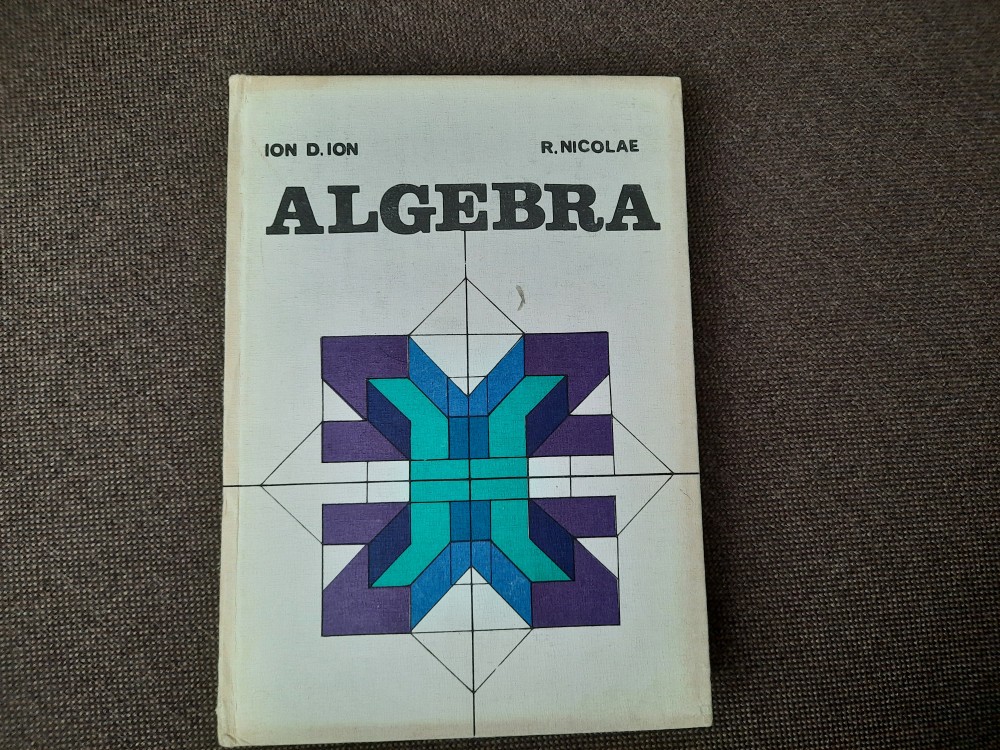 ION D. ION R. NICOLAE
ALGEBRA